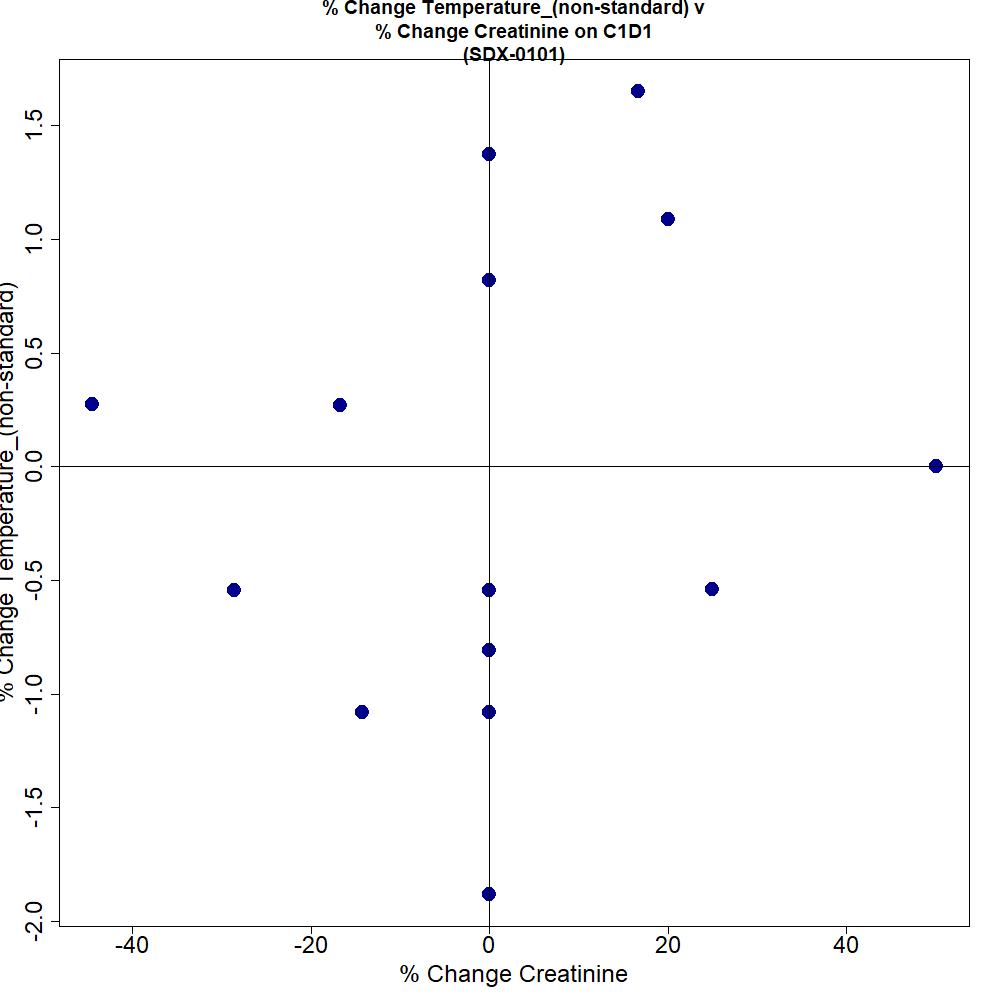 % Change Temperature_(non-standard) v
% Change Creatinine on C1D1
(SDX-0101)
% Change Temperature_(non-standard)
1.5
1.0
0.5
0.0
-0.5
-1.0
-1.5
-2.0
-40
-20
0
20
40
% Change Creatinine